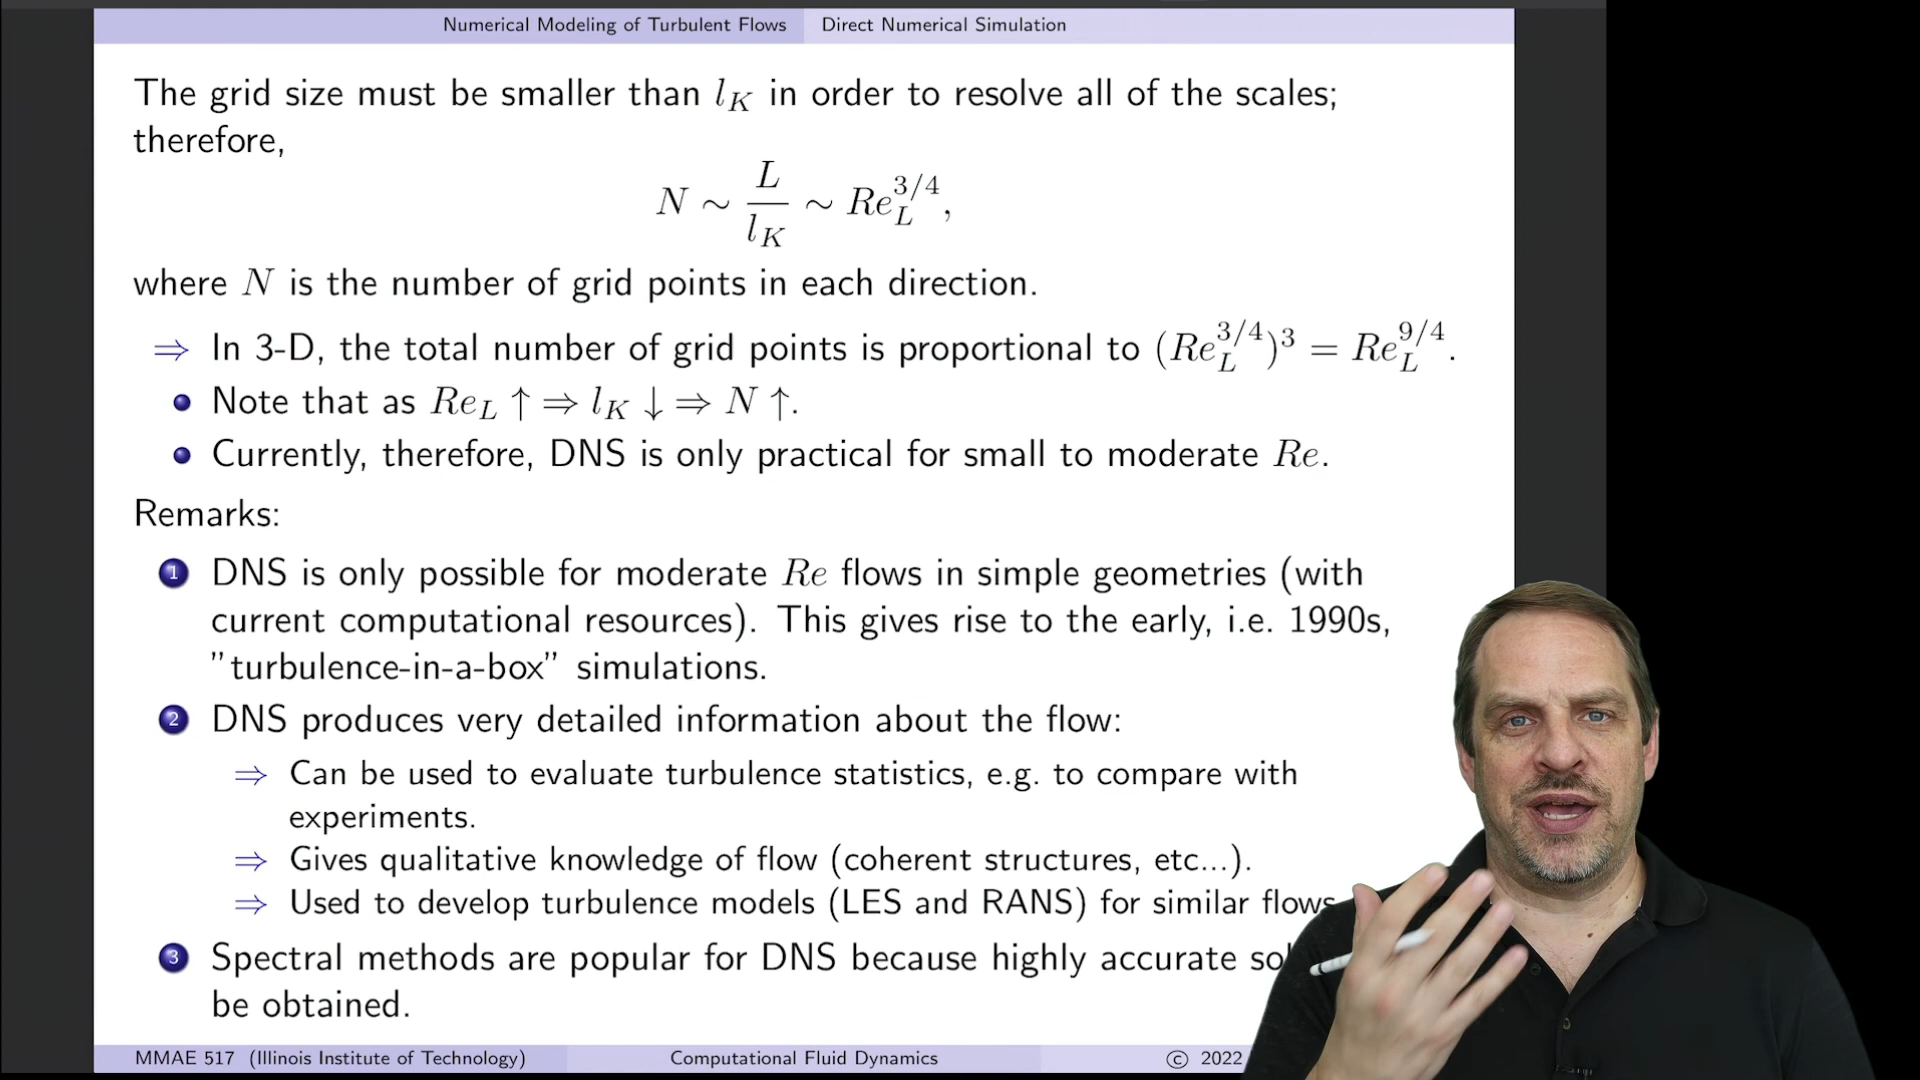 Numerical Modeling of Turbulent Flows Direct Numerical Simulation
The grid size must be smaller than l_K in order to resolve all of the scales;
therefore,
N ∼ L/l_K ∼ Re_L^{3/4},
where N is the number of grid points in each direction.
⇒ In 3-D, the total number of grid points is proportional to (Re_L^{3/4})^3 = Re_L^{9/4}.
• Note that as Re_L ↑ ⇒ l_K ↓ ⇒ N ↑.
• Currently, therefore, DNS is only practical for small to moderate Re.
Remarks:
1 DNS is only possible for moderate Re flows in simple geometries (with
current computational resources). This gives rise to the early, i.e. 1990s,
”turbulence-in-a-box” simulations.
2 DNS produces very detailed information about the flow:
⇒ Can be used to evaluate turbulence statistics, e.g. to compare with
experiments.
⇒ Gives qualitative knowledge of flow (coherent structures, etc...).
⇒ Used to develop turbulence models (LES and RANS) for similar flows
3 Spectral methods are popular for DNS because highly accurate
be obtained.
MMAE 517 (Illinois Institute of Technology) Computational Fluid Dynamics © 2022